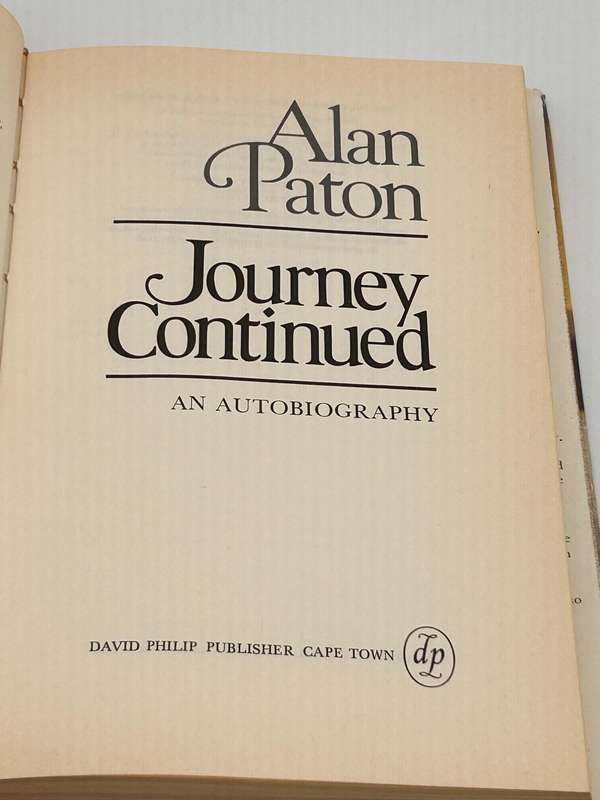 Alan
Paton
Journey
Continued
AN AUTOBIOGRAPHY
DAVID PHILIP PUBLISHER CAPE TOWN dp